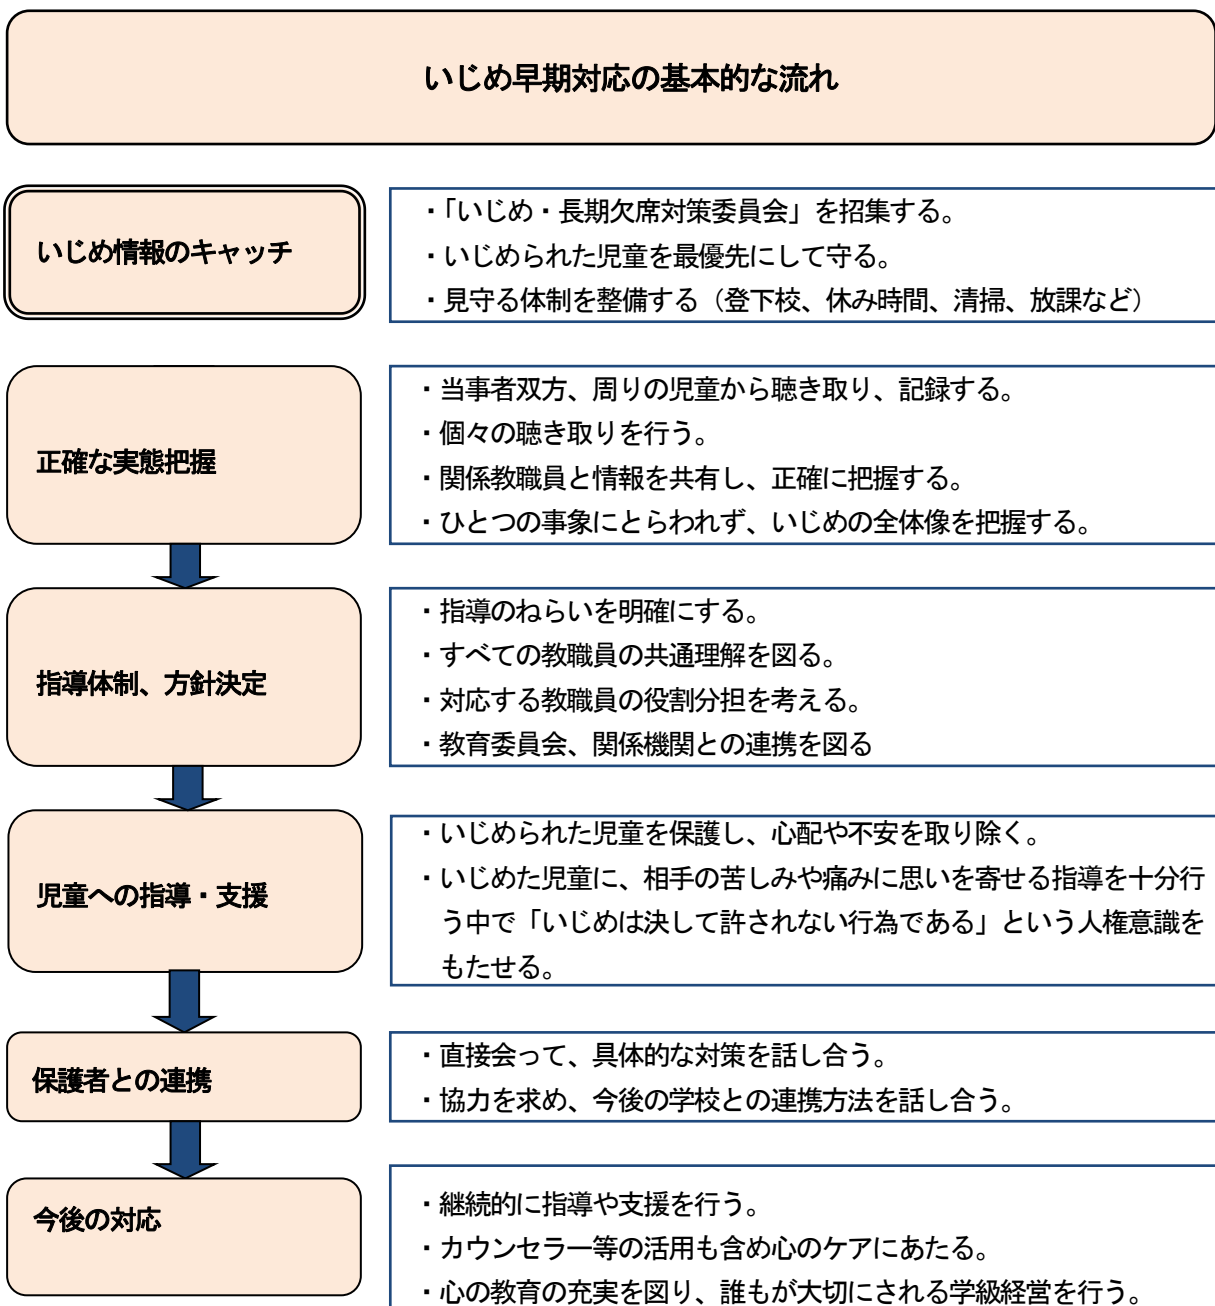 いじめ早期対応の基本的な流れ
いじめ情報のキャッチ
・「いじめ・長期欠席対策委員会」を招集する。
・いじめられた児童を最優先にして守る。
・見守る体制を整備する（登下校、休み時間、清掃、放課など）
正確な実態把握
・当事者双方、周りの児童から聴き取り、記録する。
・個々の聴き取りを行う。
・関係教職員と情報を共有し、正確に把握する。
・ひとつの事象にとらわれず、いじめの全体像を把握する。
指導体制、方針決定
・指導のねらいを明確にする。
・すべての教職員の共通理解を図る。
・対応する教職員の役割分担を考える。
・教育委員会、関係機関との連携を図る
児童への指導・支援
・いじめられた児童を保護し、心配や不安を取り除く。
・いじめた児童に、相手の苦しみや痛みに思いを寄せる指導を十分行
う中で「いじめは決して許されない行為である」という人権意識を
もたせる。
保護者との連携
・直接会って、具体的な対策を話し合う。
・協力を求め、今後の学校との連携方法を話し合う。
今後の対応
・継続的に指導や支援を行う。
・カウンセラー等の活用も含め心のケアにあたる。
・心の教育の充実を図り、誰もが大切にされる学級経営を行う。